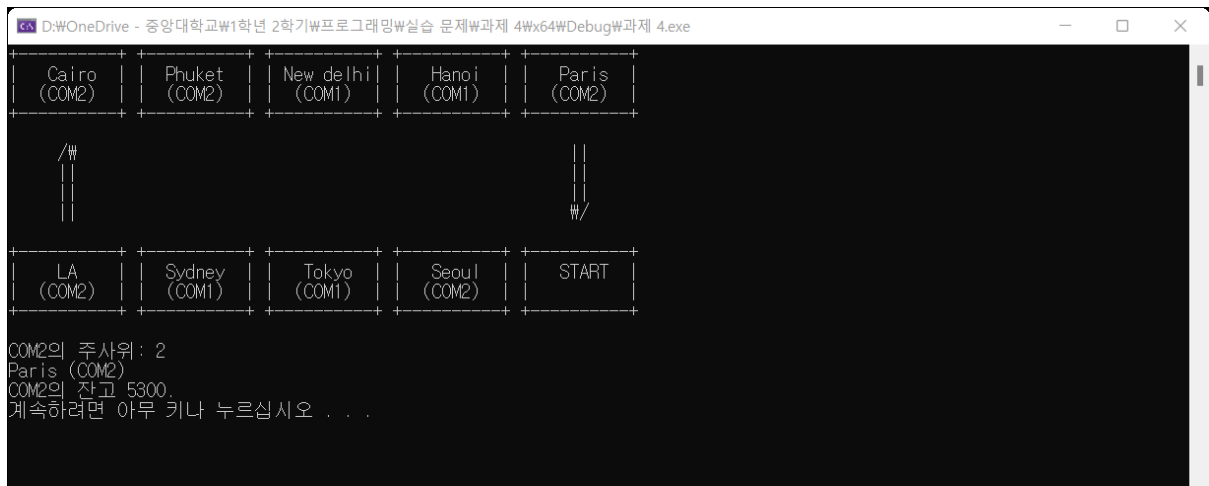 D:₩OneDrive - 중앙대학교₩1학년 2학기₩프로그래밍₩실습 문제₩과제 4₩x64₩Debug₩과제 4.exe
+----------+ +----------+ +----------+ +----------+ +----------+
|   Cairo  | |  Phuket  | | New delhi| |   Hanoi  | |   Paris  |
|  (COM2)  | |  (COM2)  | |  (COM1)  | |  (COM1)  | |  (COM2)  |
+----------+ +----------+ +----------+ +----------+ +----------+
/₩ ||
|| ||
|| ||
|| ₩/
+----------+ +----------+ +----------+ +----------+ +----------+
|    LA    | |  Sydney  | |   Tokyo  | |   Seoul  | |   START  |
|  (COM2)  | |  (COM1)  | |  (COM1)  | |  (COM2)  | |          |
+----------+ +----------+ +----------+ +----------+ +----------+
COM2의 주사위: 2
Paris (COM2)
COM2의 잔고 5300.
계속하려면 아무 키나 누르십시오 . . .